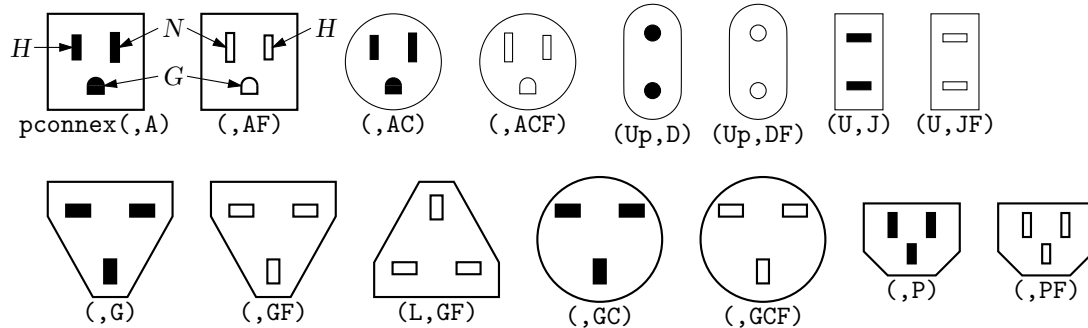 H N H
G
pconnex(,A) (,AF) (,AC) (,ACF) (Up,D) (Up,DF) (U,J) (U,JF)
(,G) (,GF) (L,GF) (,GC) (,GCF) (,P) (,PF)